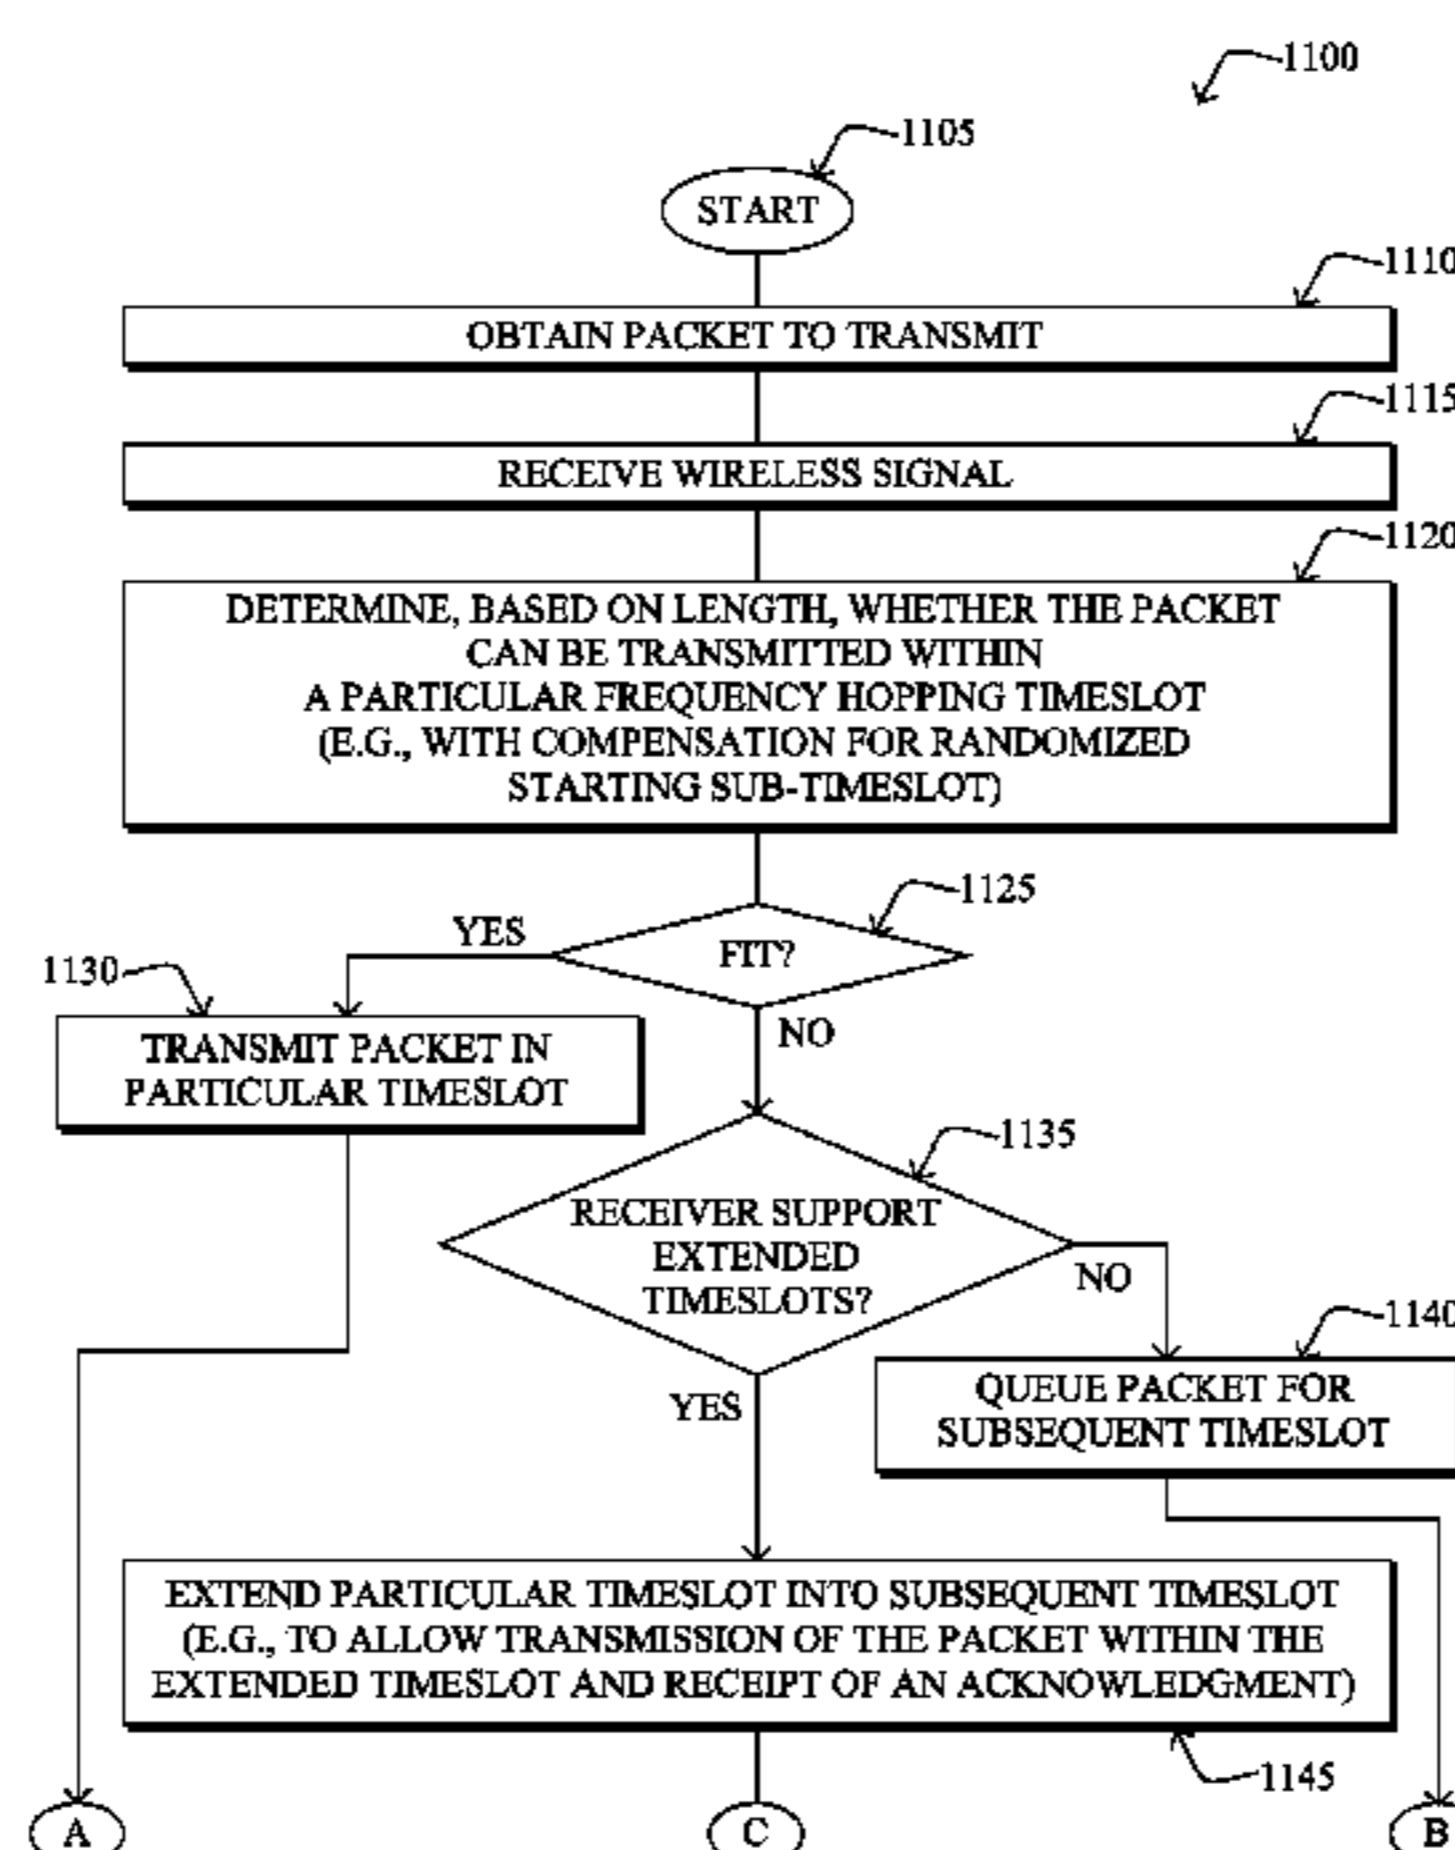 1100
1105
START
1110
OBTAIN PACKET TO TRANSMIT
1115
RECEIVE WIRELESS SIGNAL
1120
DETERMINE, BASED ON LENGTH, WHETHER THE PACKET
CAN BE TRANSMITTED WITHIN
A PARTICULAR FREQUENCY HOPPING TIMESLOT
(E.G., WITH COMPENSATION FOR RANDOMIZED
STARTING SUB-TIMESLOT)
1125
YES
FIT?
1130
NO
TRANSMIT PACKET IN
PARTICULAR TIMESLOT
1135
RECEIVER SUPPORT
EXTENDED
TIMESLOTS?
NO
1140
YES
QUEUE PACKET FOR
SUBSEQUENT TIMESLOT
EXTEND PARTICULAR TIMESLOT INTO SUBSEQUENT TIMESLOT
(E.G., TO ALLOW TRANSMISSION OF THE PACKET WITHIN THE
EXTENDED TIMESLOT AND RECEIPT OF AN ACKNOWLEDGMENT)
1145
A
C
B